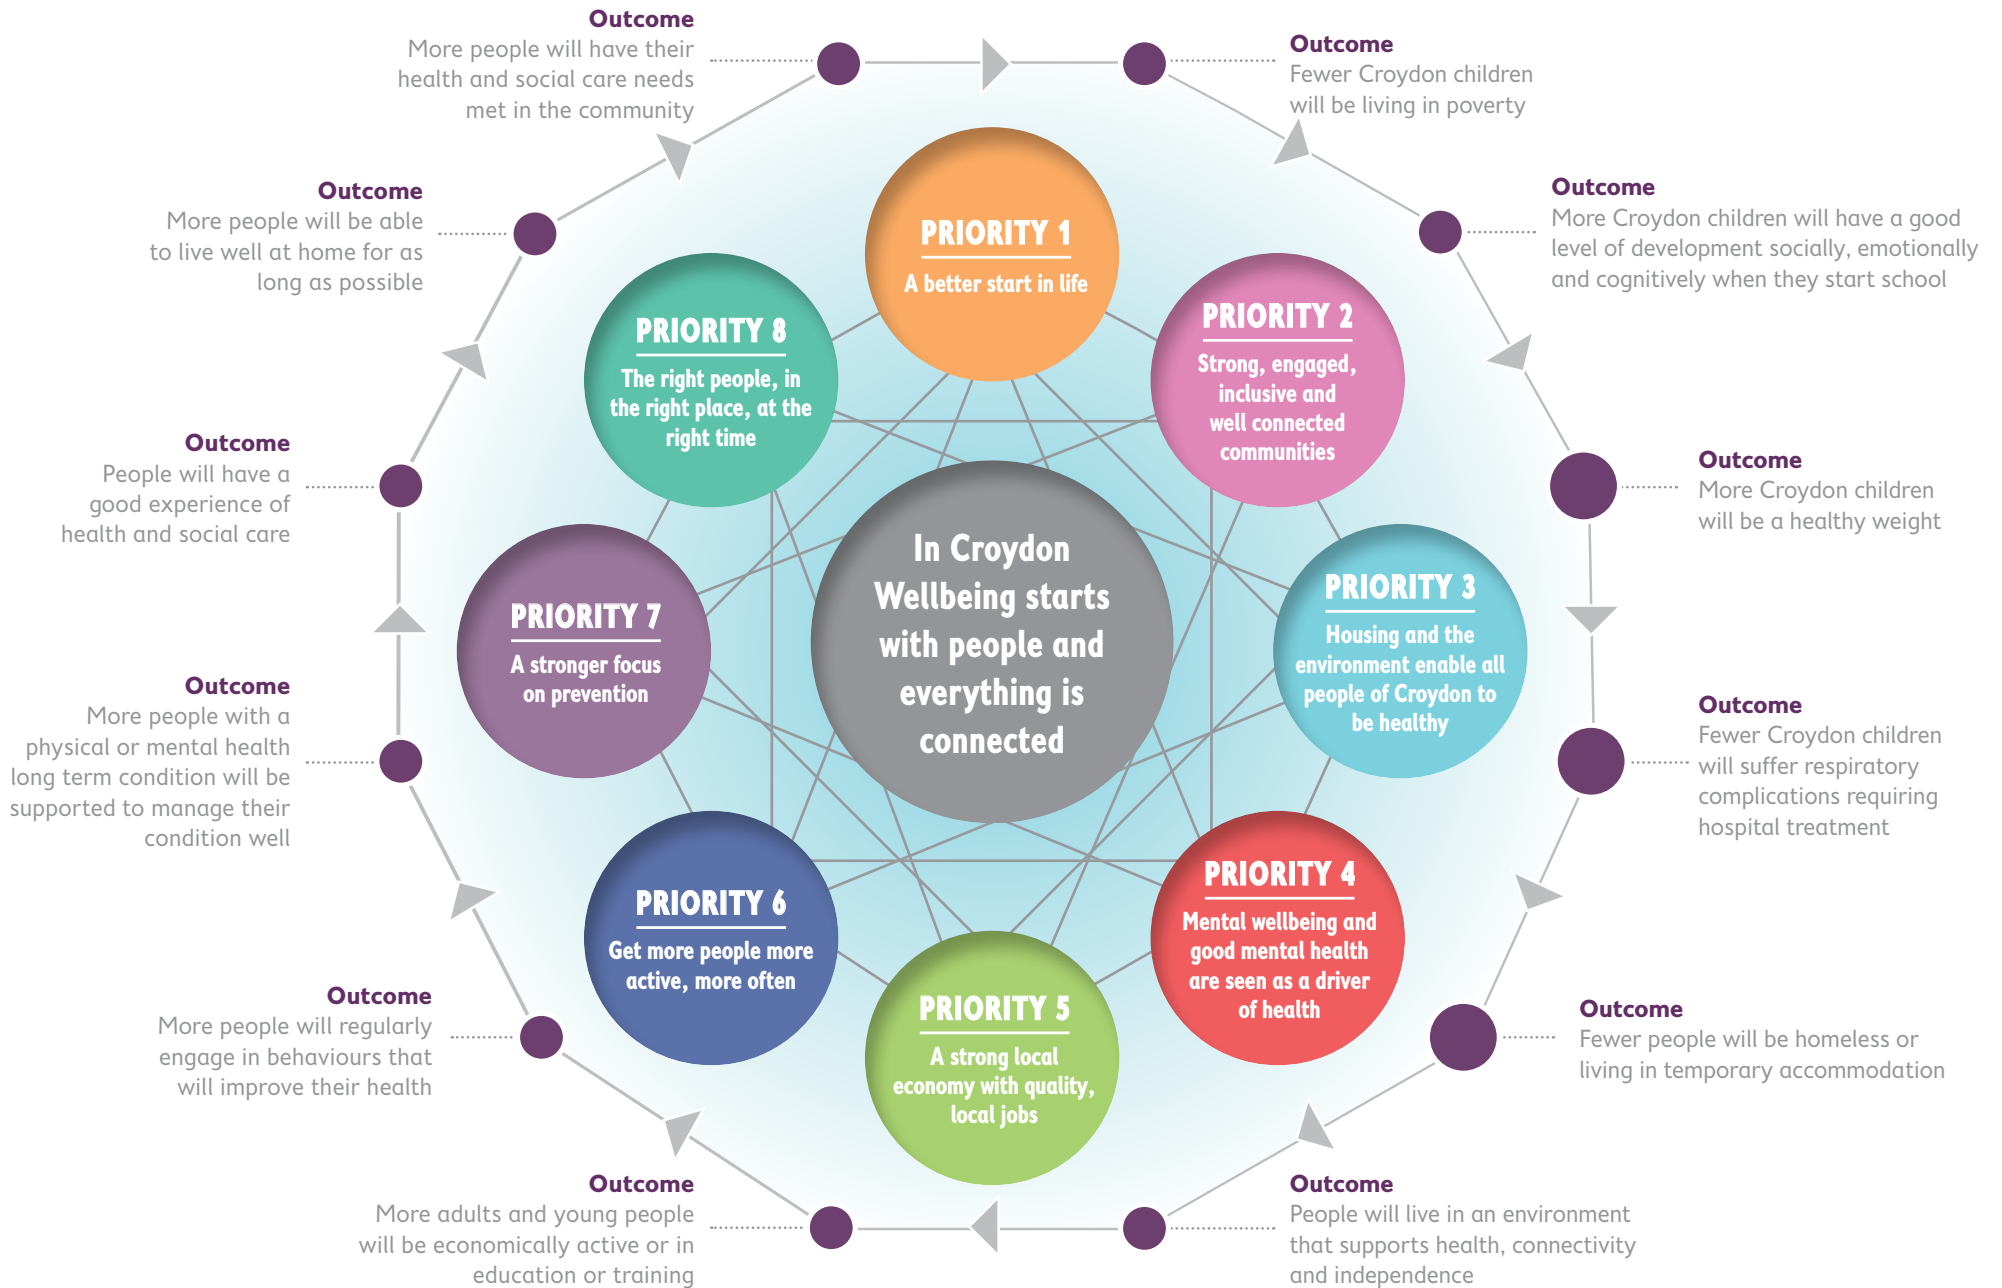 Outcome
More people will have their
health and social care needs
met in the community
Outcome
Fewer Croydon children
will be living in poverty
Outcome
More Croydon children will have a good
level of development socially, emotionally
and cognitively when they start school
Outcome
More Croydon children
will be a healthy weight
Outcome
Fewer Croydon children
will suffer respiratory
complications requiring
hospital treatment
Outcome
Fewer people will be homeless or
living in temporary accommodation
Outcome
People will live in an environment
that supports health, connectivity
and independence
Outcome
More adults and young people
will be economically active or in
education or training
Outcome
More people will regularly
engage in behaviours that
will improve their health
Outcome
More people with a
physical or mental health
long term condition will be
supported to manage their
condition well
Outcome
People will have a
good experience of
health and social care
Outcome
More people will be able
to live well at home for as
long as possible
PRIORITY 1
A better start in life
PRIORITY 2
Strong, engaged,
inclusive and
well connected
communities
PRIORITY 3
Housing and the
environment enable all
people of Croydon to
be healthy
PRIORITY 4
Mental wellbeing and
good mental health
are seen as a driver
of health
PRIORITY 5
A strong local
economy with quality,
local jobs
PRIORITY 6
Get more people more
active, more often
PRIORITY 7
A stronger focus
on prevention
PRIORITY 8
The right people, in
the right place, at the
right time
In Croydon
Wellbeing starts
with people and
everything is
connected